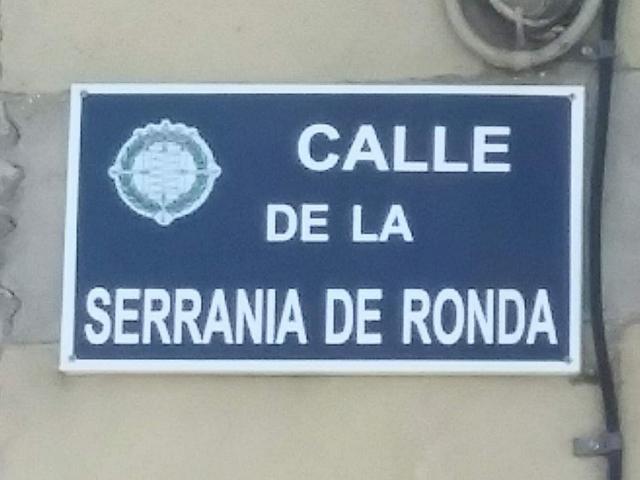 CALLE
DE LA
SERRANIA DE RONDA